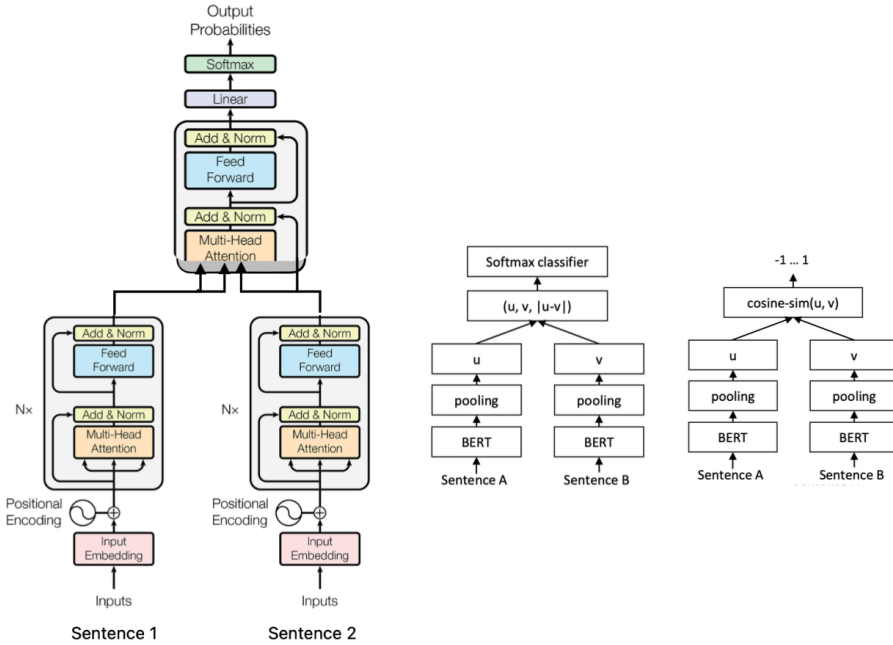 Output
Probabilities
Softmax
Linear
Add & Norm
Feed
Forward
Add & Norm
Multi-Head
Attention
Add & Norm
Feed
Forward
Nx
Add & Norm
Multi-Head
Attention
Positional
Encoding
Input
Embedding
Inputs
Sentence 1
Add & Norm
Feed
Forward
Nx
Add & Norm
Multi-Head
Attention
Positional
Encoding
Input
Embedding
Inputs
Sentence 2
Softmax classifier
(u, v, |u-v|)
u
v
pooling
pooling
BERT
BERT
Sentence A
Sentence B
-1 ... 1
cosine-sim(u, v)
u
v
pooling
pooling
BERT
BERT
Sentence A
Sentence B